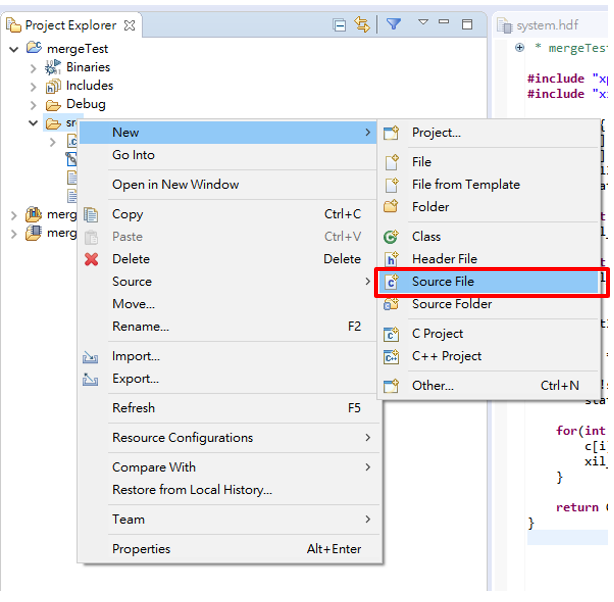 Project Explorer
mergeTest
Binaries
Includes
Debug
merg
merg
New
Go Into
Open in New Window
Copy Ctrl+C
Paste Ctrl+V
Delete Delete
Source
Move...
Rename... F2
Import...
Export...
Refresh F5
Resource Configurations
Compare With
Restore from Local History...
Team
Properties Alt+Enter
Project...
File
File from Template
Folder
Class
Header File
Source File
Source Folder
C Project
C++ Project
Other... Ctrl+N
system.hdf
* mergeTes
#include "xp
#include "x
for(int
c[i
xil_
}
return
}